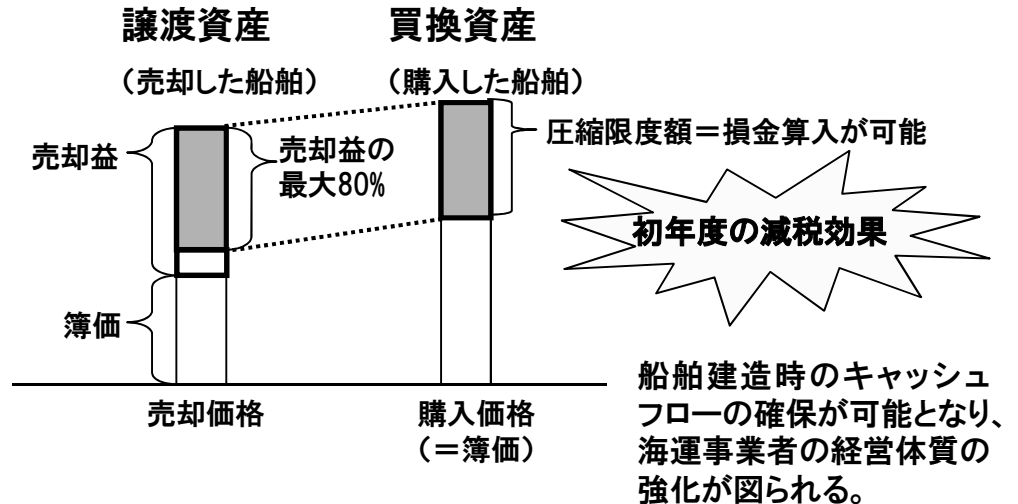 譲渡資産
(売却した船舶)
買換資産
(購入した船舶)
売却益
売却益の
最大80%
圧縮限度額=損金算入が可能
初年度の減税効果
簿価
売却価格
購入価格
(=簿価)
船舶建造時のキャッシュ
フローの確保が可能となり、
海運事業者の経営体質の
強化が図られる。